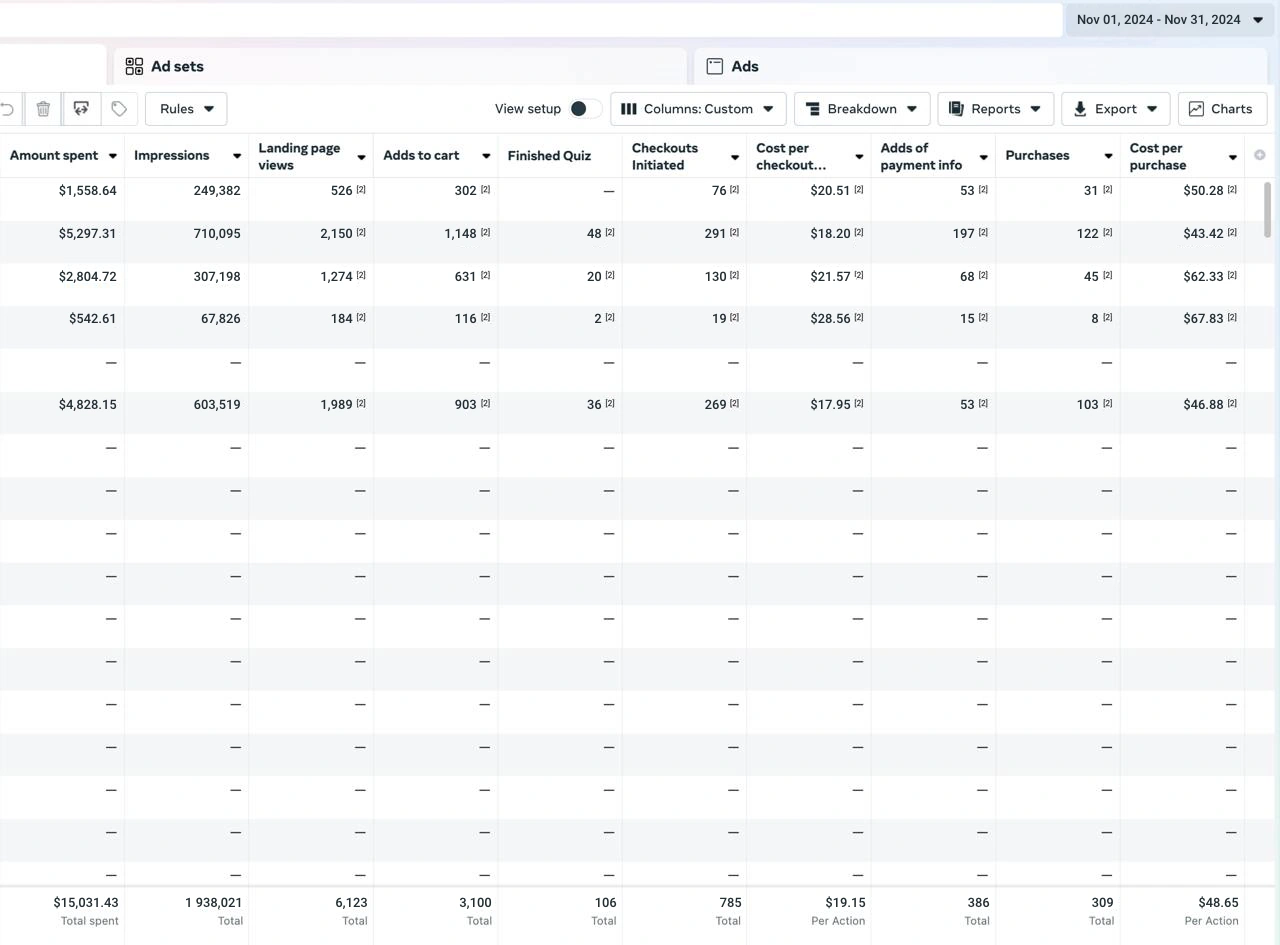 Nov 01, 2024 - Nov 31, 2024
Ad sets Ads
Rules View setup Columns: Custom Breakdown Reports Export Charts
Amount spent Impressions Landing page views Adds to cart Finished Quiz Checkouts Initiated Cost per checkout... Adds of payment info Purchases Cost per purchase
$1,558.64 249,382 526 [2] 302 [2] — 76 [2] $20.51 [2] 53 [2] 31 [2] $50.28 [2]
$5,297.31 710,095 2,150 [2] 1,148 [2] 48 [2] 291 [2] $18.20 [2] 197 [2] 122 [2] $43.42 [2]
$2,804.72 307,198 1,274 [2] 631 [2] 20 [2] 130 [2] $21.57 [2] 68 [2] 45 [2] $62.33 [2]
$542.61 67,826 184 [2] 116 [2] 2 [2] 19 [2] $28.56 [2] 15 [2] 8 [2] $67.83 [2]
— — — — — — — — — —
$4,828.15 603,519 1,989 [2] 903 [2] 36 [2] 269 [2] $17.95 [2] 53 [2] 103 [2] $46.88 [2]
— — — — — — — — — —
— — — — — — — — — —
— — — — — — — — — —
— — — — — — — — — —
— — — — — — — — — —
— — — — — — — — — —
— — — — — — — — — —
— — — — — — — — — —
— — — — — — — — — —
— — — — — — — — — —
— — — — — — — — — —
$15,031.43 1 938,021 6,123 3,100 106 785 $19.15 386 309 $48.65
Total spent Total Total Total Total Total Per Action Total Total Per Action